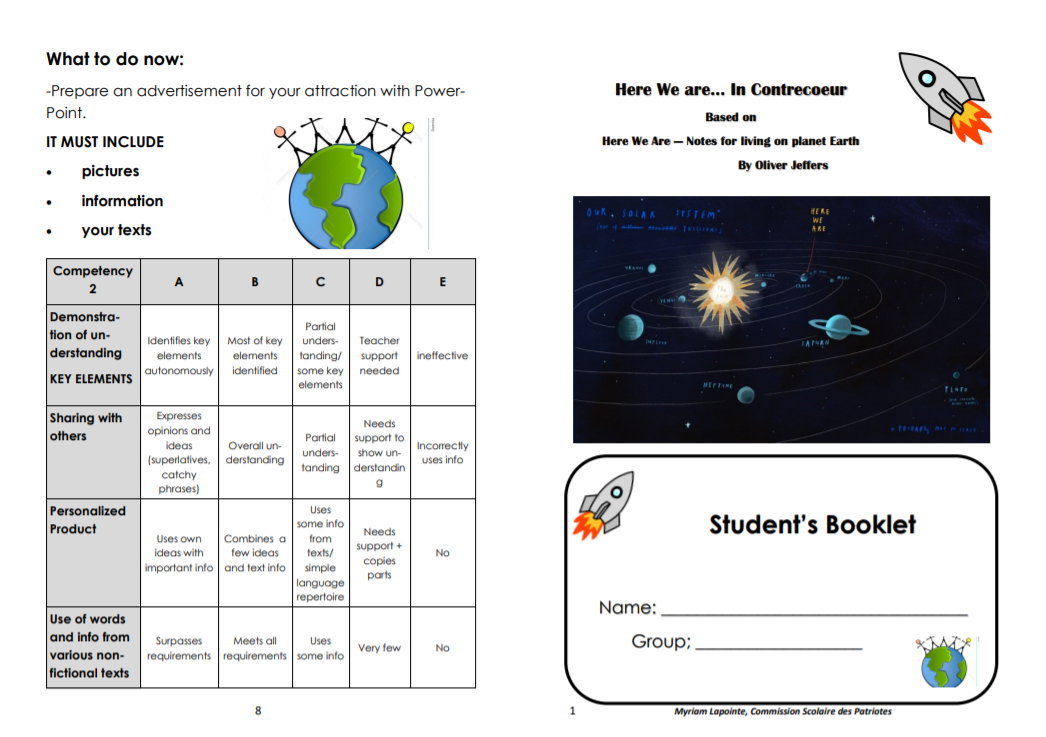 What to do now:
-Prepare an advertisement for your attraction with Power-
Point.
IT MUST INCLUDE
• pictures
• information
• your texts
Competency
2
A
B
C
D
E
Demonstra-
tion of un-
derstanding
KEY ELEMENTS
Identifies key
elements
autonomously
Most of key
elements
identified
Partial
unders-
tanding/
some key
elements
Teacher
support
needed
ineffective
Sharing with
others
Expresses
opinions and
ideas
(superlatives,
catchy
phrases)
Overall un-
derstanding
Partial
unders-
tanding
Needs
support to
show un-
derstandin
g
Incorrectly
uses info
Personalized
Product
Uses own
ideas with
important info
Combines a
few ideas
and text info
Uses
some info
from
texts/
simple
language
repertoire
Needs
support +
copies
parts
No
Use of words
and info from
various non-
fictional texts
Surpasses
requirements
Meets all
requirements
Uses
some info
Very few
No
8
Here We are... In Contrecoeur
Based on
Here We Are — Notes for living on planet Earth
By Oliver Jeffers
OUR SOLAR SYSTEM*
HERE
WE
ARE
URANUS
VENUS
EARTH
JUPITER
SATURN
NEPTUNE
PLUTO
Student's Booklet
Name: ______________________________
Group; ________________
1
Myriam Lapointe, Commission Scolaire des Patriotes